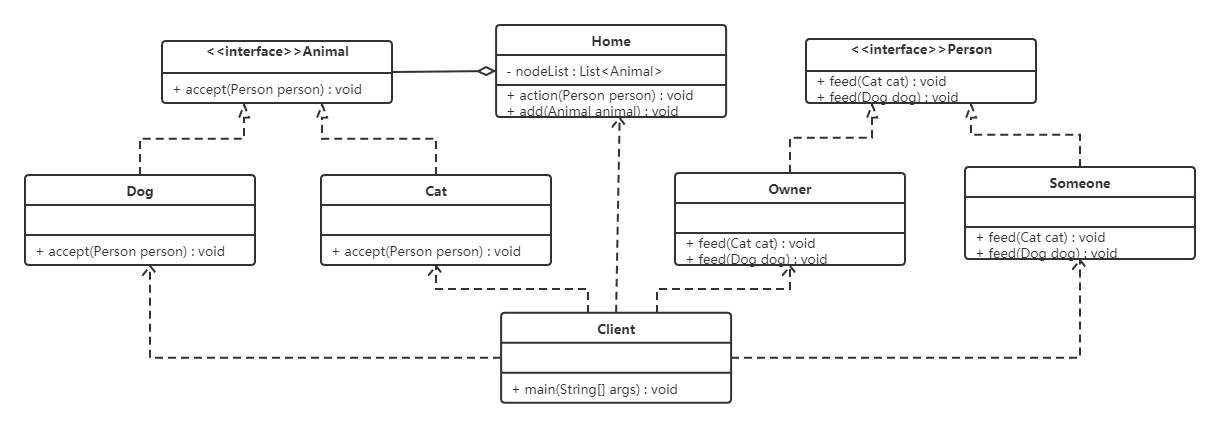 <<interface>>Animal
+ accept(Person person) : void
Home
- nodeList : List<Animal>
+ action(Person person) : void
+ add(Animal animal) : void
<<interface>>Person
+ feed(Cat cat) : void
+ feed(Dog dog) : void
Dog
+ accept(Person person) : void
Cat
+ accept(Person person) : void
Owner
+ feed(Cat cat) : void
+ feed(Dog dog) : void
Someone
+ feed(Cat cat) : void
+ feed(Dog dog) : void
Client
+ main(String[] args) : void